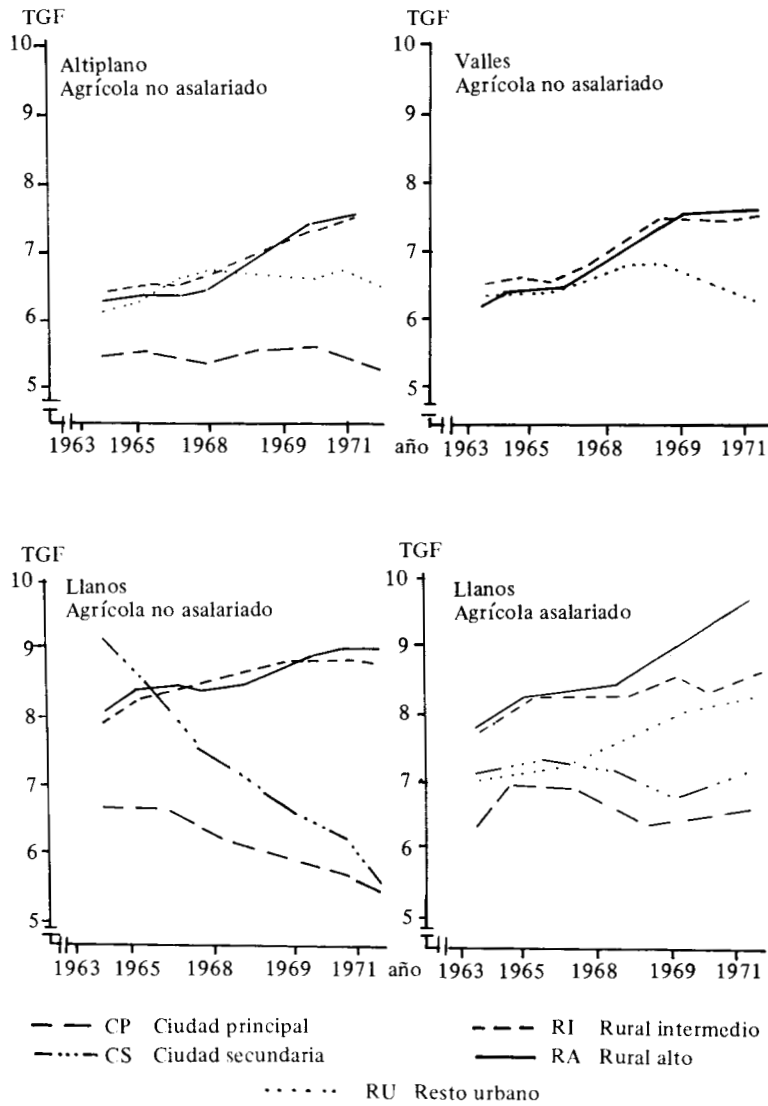 TGF
10
Altiplano
Agrícola no asalariado
9
8
7
6
5
1963 1965 1968 1969 1971 año
TGF
10
Valles
Agrícola no asalariado
9
8
7
6
5
1963 1965 1969 1971
TGF
10
Llanos
Agrícola no asalariado
9
8
7
6
5
1963 1965 1968 1969 1971 año
TGF
10
Llanos
Agrícola asalariado
9
8
7
6
5
1963 1965 1968 1969 1971
CP Ciudad principal
CS Ciudad secundaria
RI Rural intermedio
RA Rural alto
RU Resto urbano